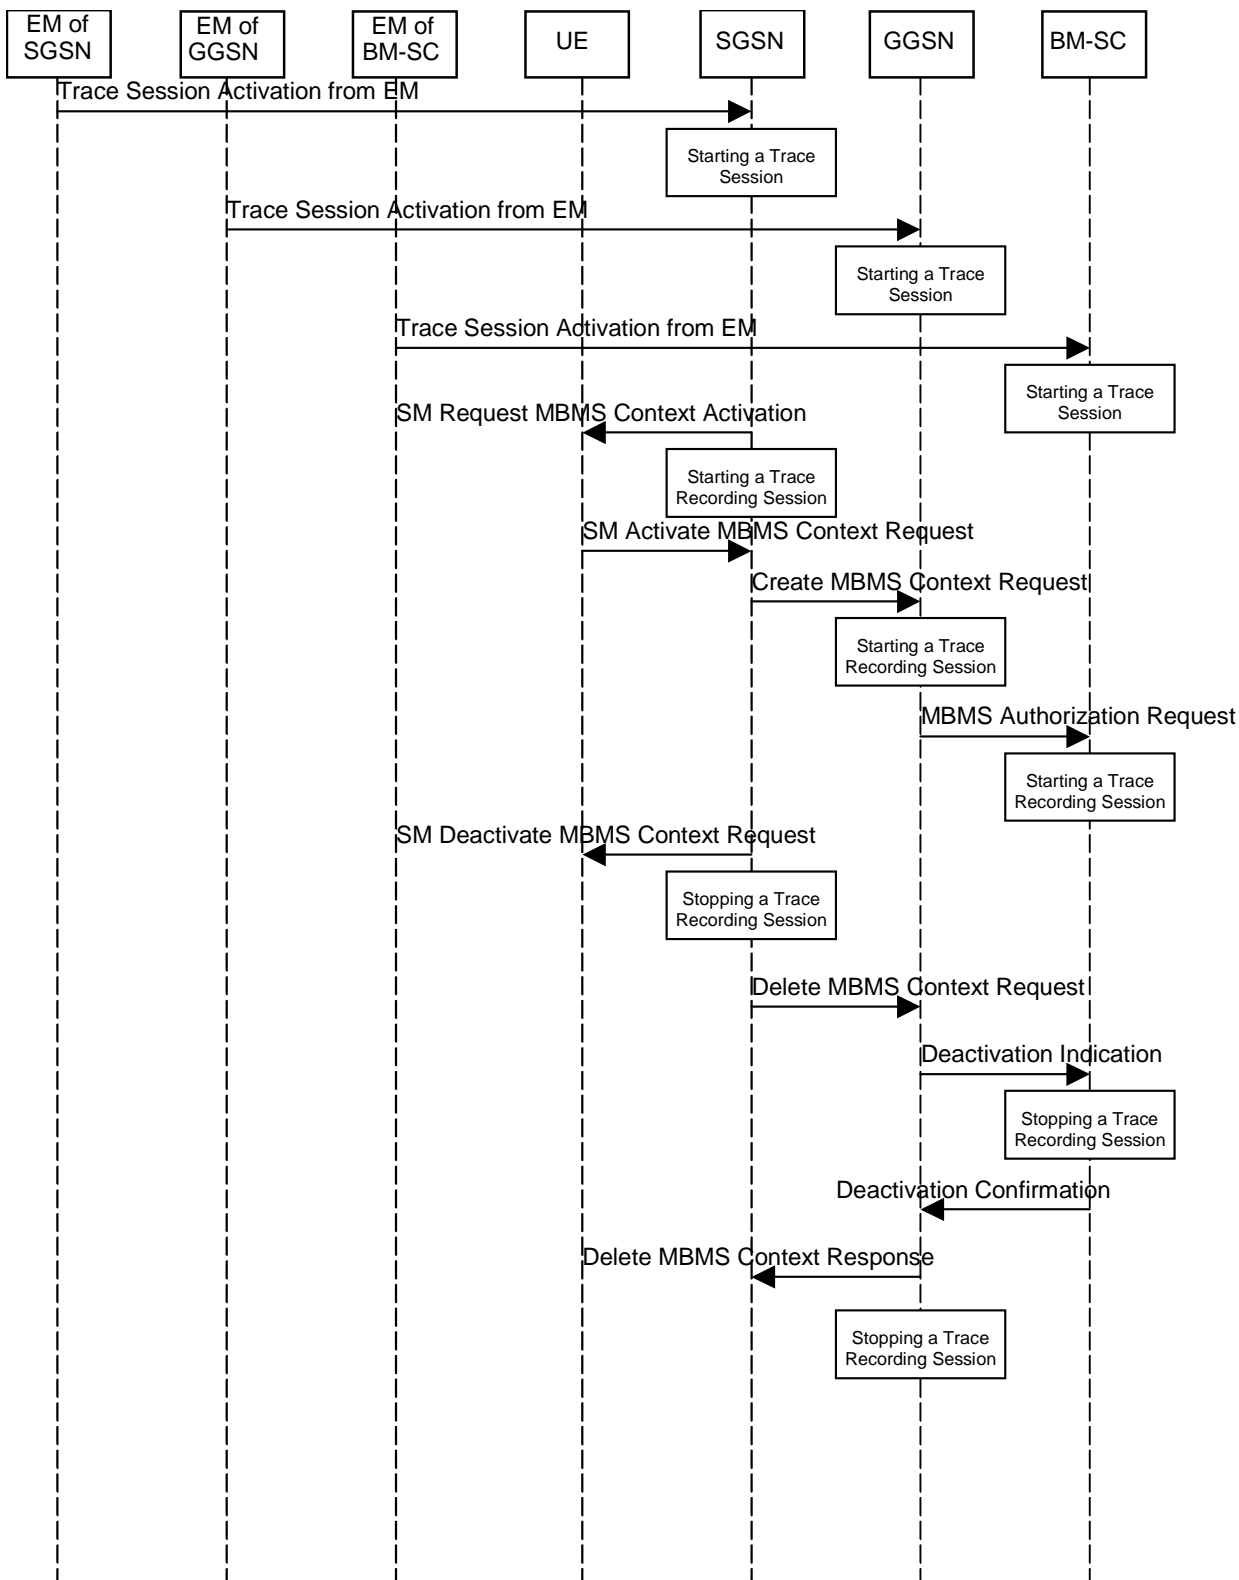 EM of
SGSN
EM of
GGSN
EM of
BM-SC
UE
SGSN
GGSN
BM-SC
Trace Session Activation from EM
Starting a Trace
Session
Trace Session Activation from EM
Starting a Trace
Session
Trace Session Activation from EM
Starting a Trace
Session
SM Request MBMS Context Activation
Starting a Trace
Recording Session
SM Activate MBMS Context Request
Create MBMS Context Request
Starting a Trace
Recording Session
MBMS Authorization Request
Starting a Trace
Recording Session
SM Deactivate MBMS Context Request
Stopping a Trace
Recording Session
Delete MBMS Context Request
Deactivation Indication
Stopping a Trace
Recording Session
Deactivation Confirmation
Delete MBMS Context Response
Stopping a Trace
Recording Session